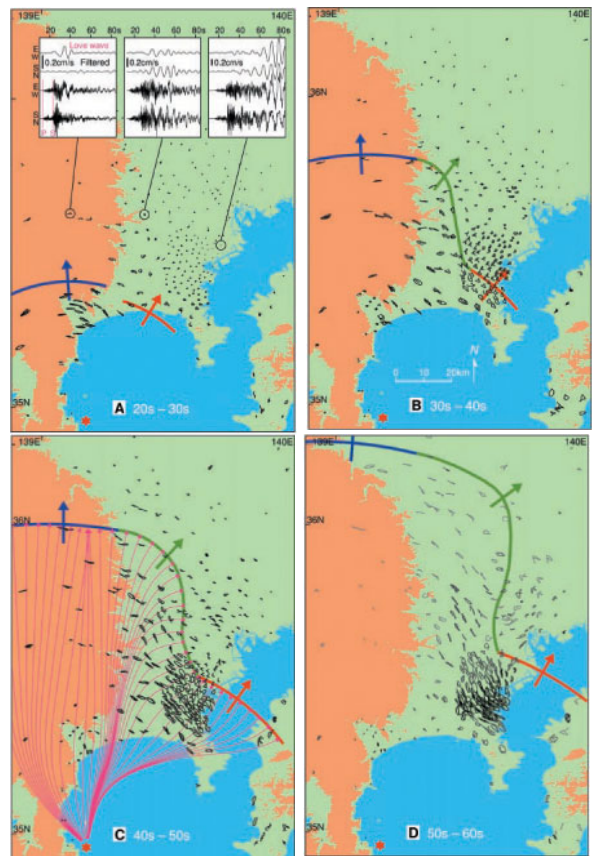 139E
140E
20 40 60 80s
20 40 60 80s
20 40 60 80s
Love wave
E
W
0.2cm/s
Filtered
0.2cm/s
0.2cm/s
S
N
E
W
S
N
P
S
36N
35N
A 20s – 30s
139E
140E
36N
N
0 10 20km
35N
B 30s – 40s
139E
140E
36N
35N
C 40s – 50s
139E
140E
36N
35N
D 50s – 60s